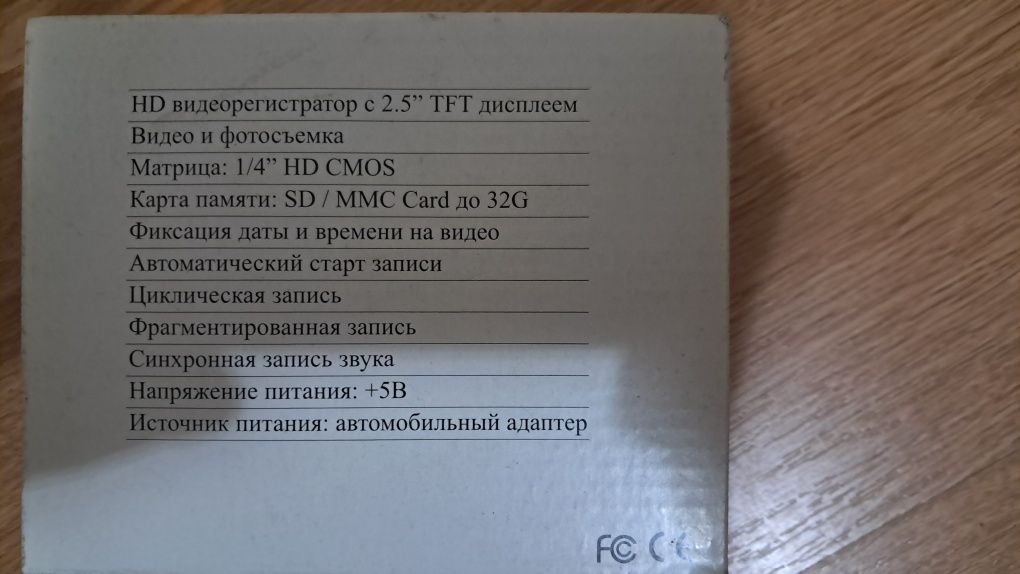 HD видеорегистратор с 2.5” TFT дисплеем
Видео и фотосъемка
Матрица: 1/4” HD CMOS
Карта памяти: SD / MMC Card до 32G
Фиксация даты и времени на видео
Автоматический старт записи
Циклическая запись
Фрагментированная запись
Синхронная запись звука
Напряжение питания: +5В
Источник питания: автомобильный адаптер
FC CE